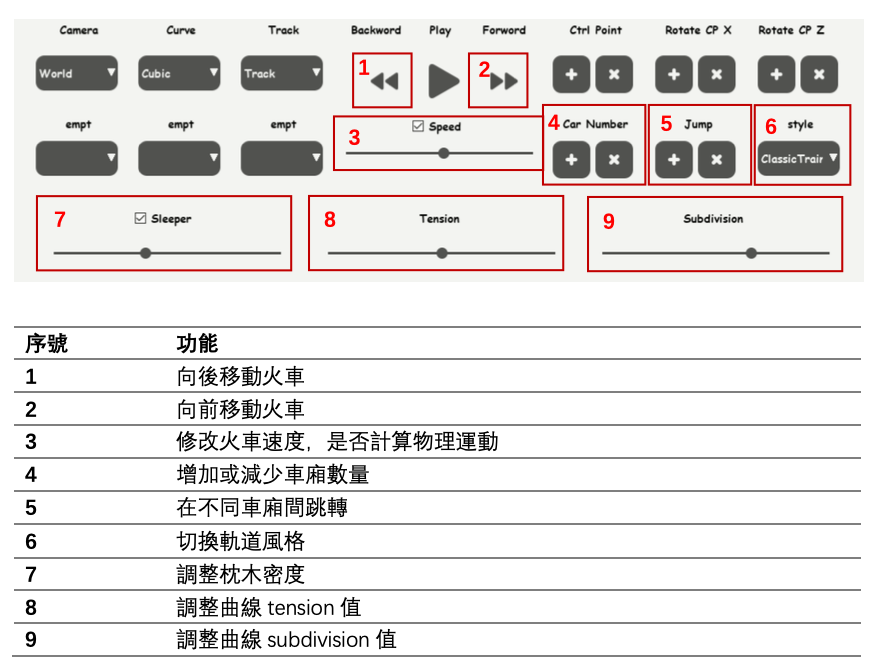 Camera Curve Track Backword Play Forword Ctrl Point Rotate CP X Rotate CP Z
World Cubic Track 1 2
empt empt empt 3 Speed 4 Car Number 5 Jump 6 style
ClassicTrair
7 Sleeper 8 Tension 9 Subdivision
序號 功能
1 向後移動火車
2 向前移動火車
3 修改火車速度，是否計算物理運動
4 增加或減少車廂數量
5 在不同車廂間跳轉
6 切換軌道風格
7 調整枕木密度
8 調整曲線 tension 值
9 調整曲線 subdivision 值